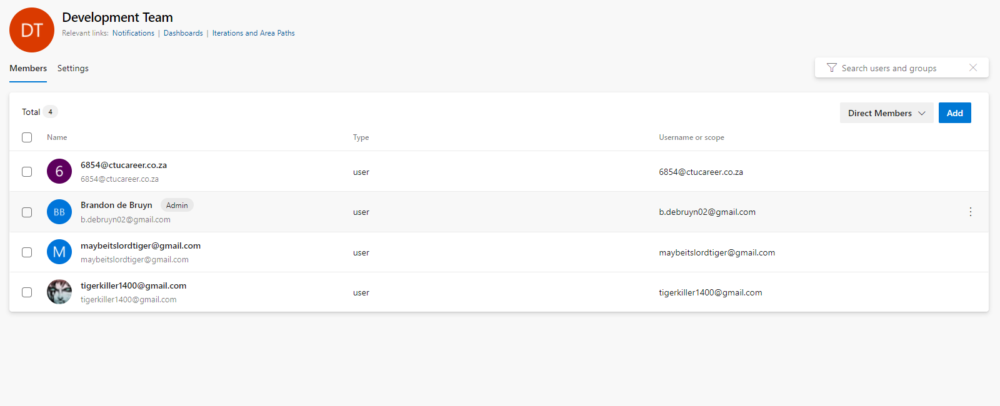 DT
Development Team
Relevant links: Notifications | Dashboards | Iterations and Area Paths
Members Settings
Search users and groups
Total 4
Direct Members Add
Name Type Username or scope
6 6854@ctucareer.co.za
6854@ctucareer.co.za
user 6854@ctucareer.co.za
BB Brandon de Bruyn Admin
b.debruyn02@gmail.com
user b.debruyn02@gmail.com
M maybeitslordtiger@gmail.com
maybeitslordtiger@gmail.com
user maybeitslordtiger@gmail.com
tigerkiller1400@gmail.com
tigerkiller1400@gmail.com
user tigerkiller1400@gmail.com